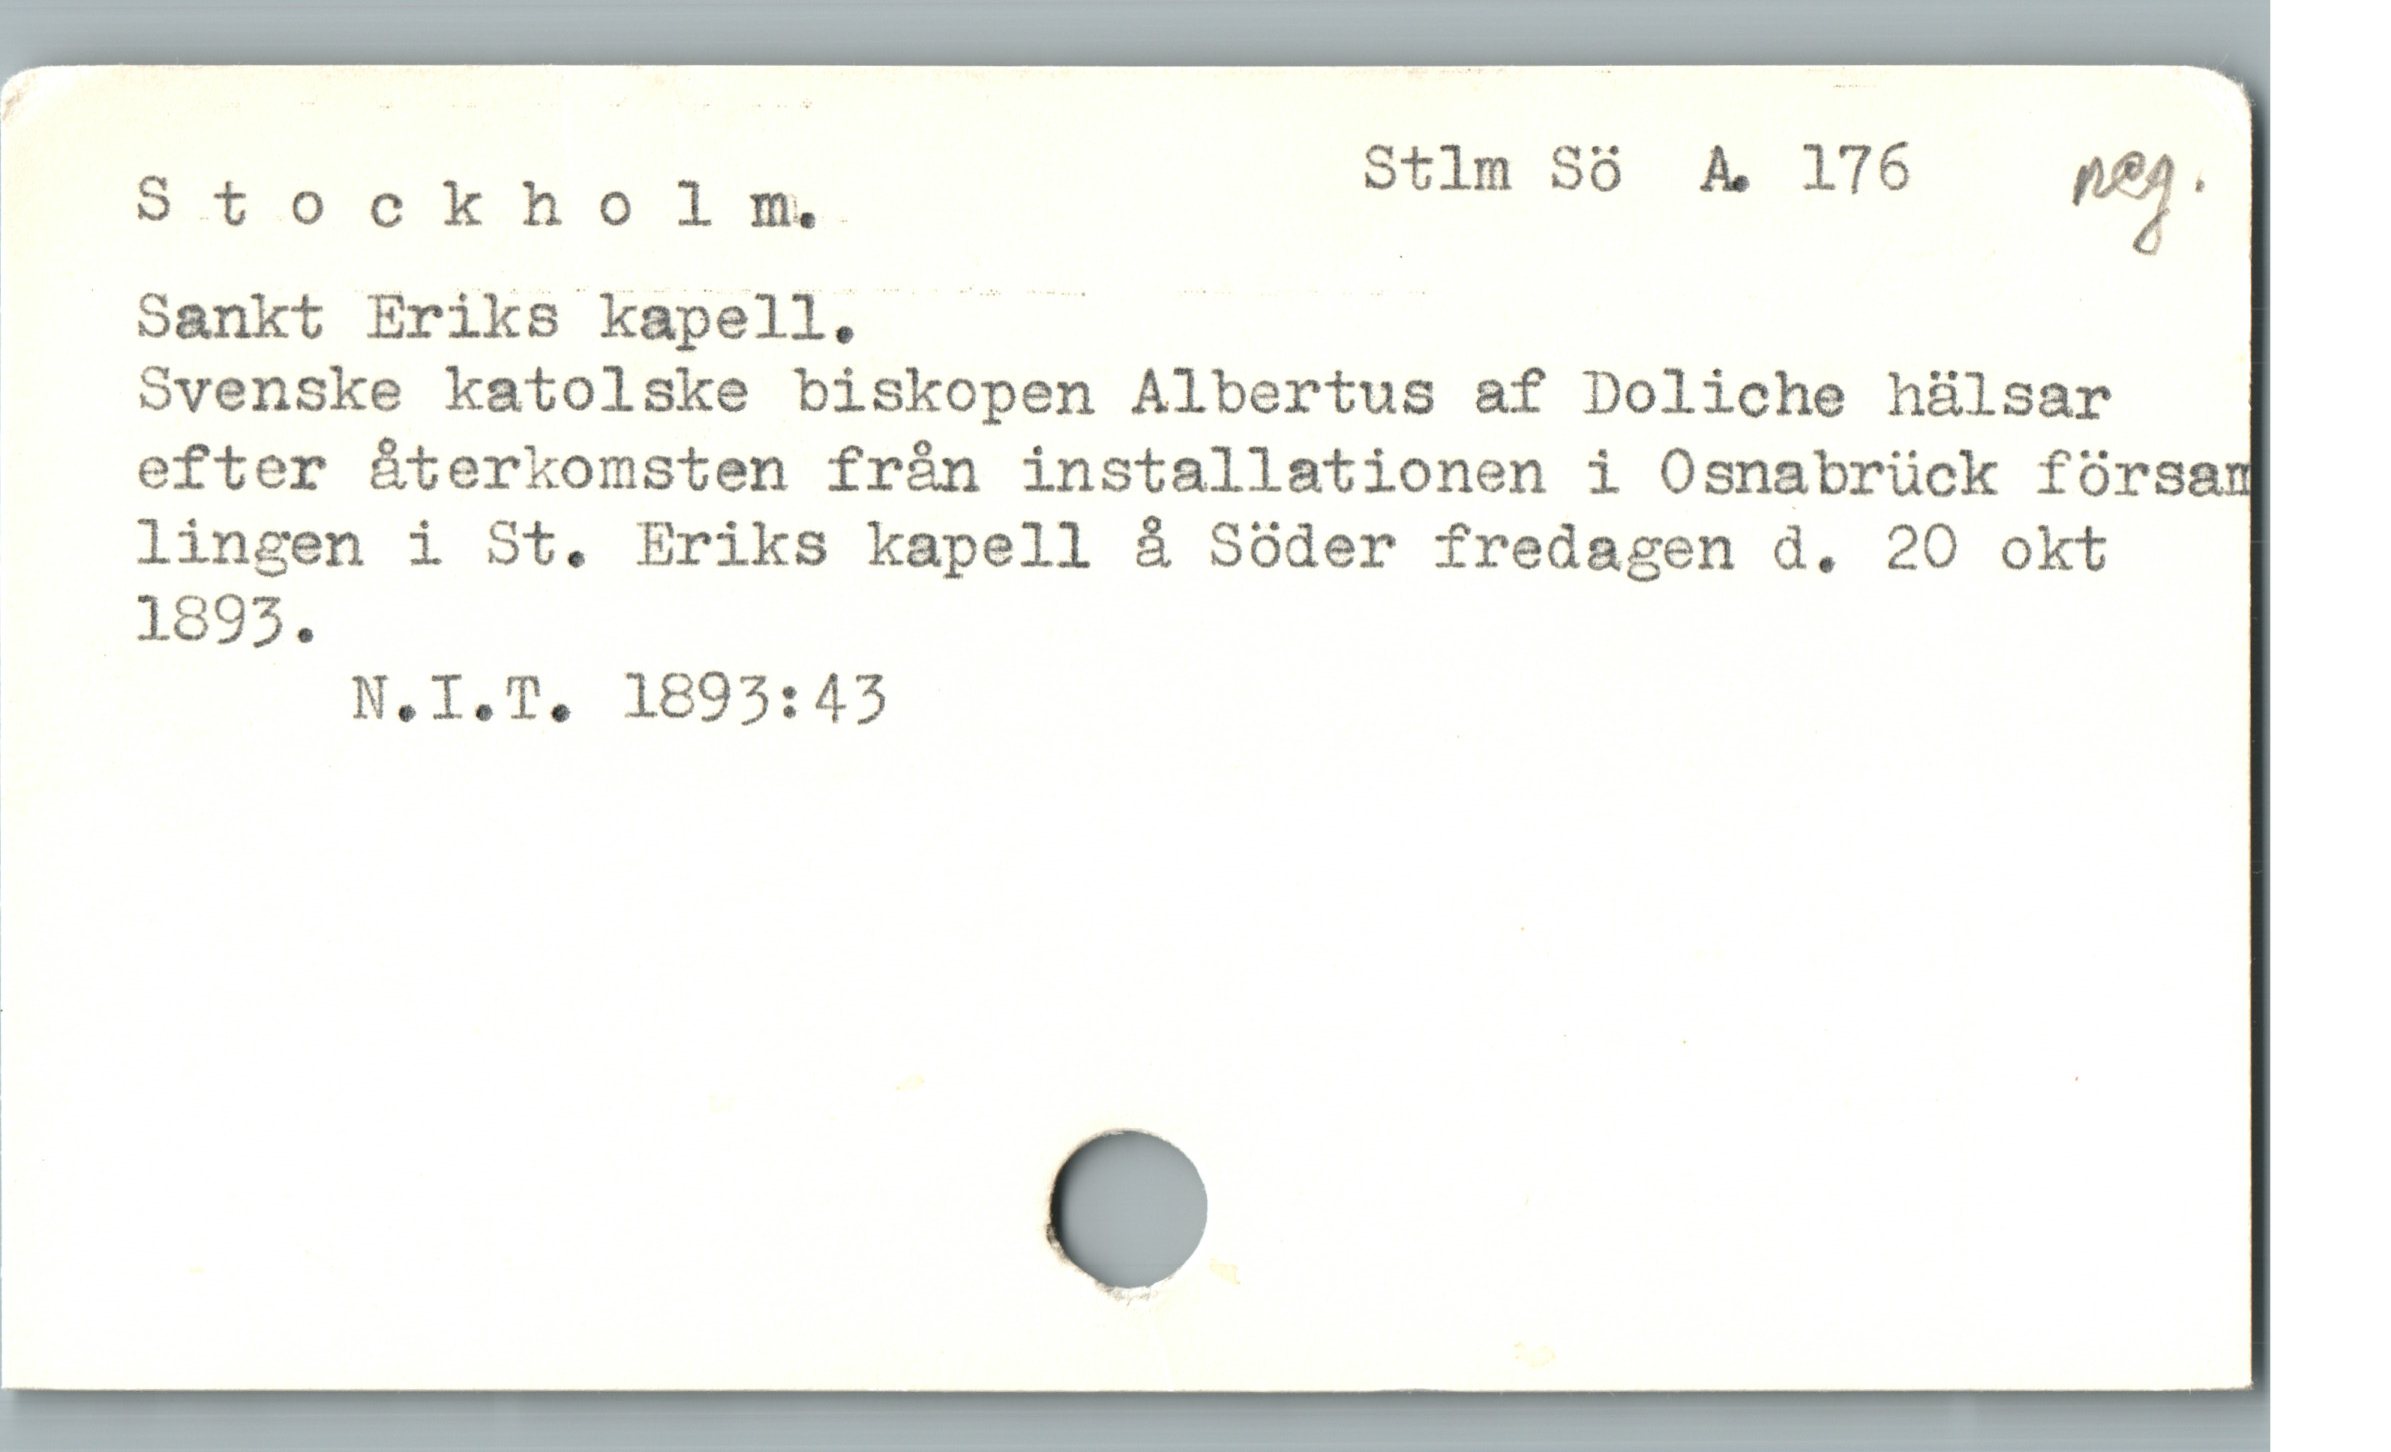 S t o c k h o l m.
Stlm Sö A. 176 neg.
Sankt Eriks kapell.
Svenske katolske biskopen Albertus af Doliche hälsar
efter återkomsten från installationen i Osnabrück försam
lingen i St. Eriks kapell å Söder fredagen d. 20 okt
1893.
N.I.T. 1893:43